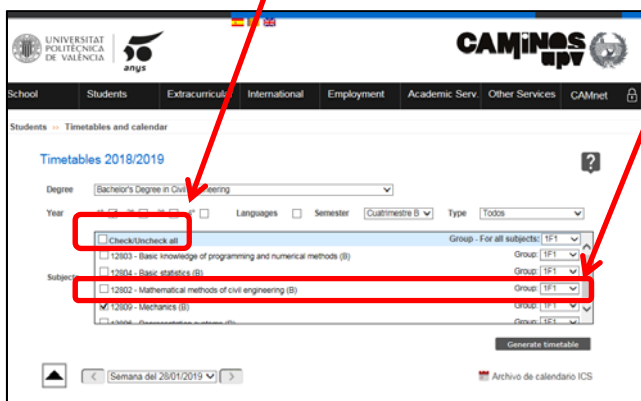 UNIVERSITAT
POLITÈCNICA
DE VALÈNCIA
50
anys
CAMiNOS
upv
School Students Extracurricular International Employment Academic Serv. Other Services CAMnet
Students >> Timetables and calendar
Timetables 2018/2019
?
Degree Bachelor's Degree in Civil Engineering
Year Languages Semester Cuatrimestre B Type Todos
Check/Uncheck all Group - For all subjects: 1F1
12803 - Basic knowledge of programming and numerical methods (B) Group: 1F1
12804 - Basic statistics (B) Group: 1F1
Subjects
12802 - Mathematical methods of civil engineering (B) Group: 1F1
12809 - Mechanics (B) Group: 1F1
Group: 1F1
Generate timetable
< Semana del 28/01/2019 > Archivo de calendario ICS